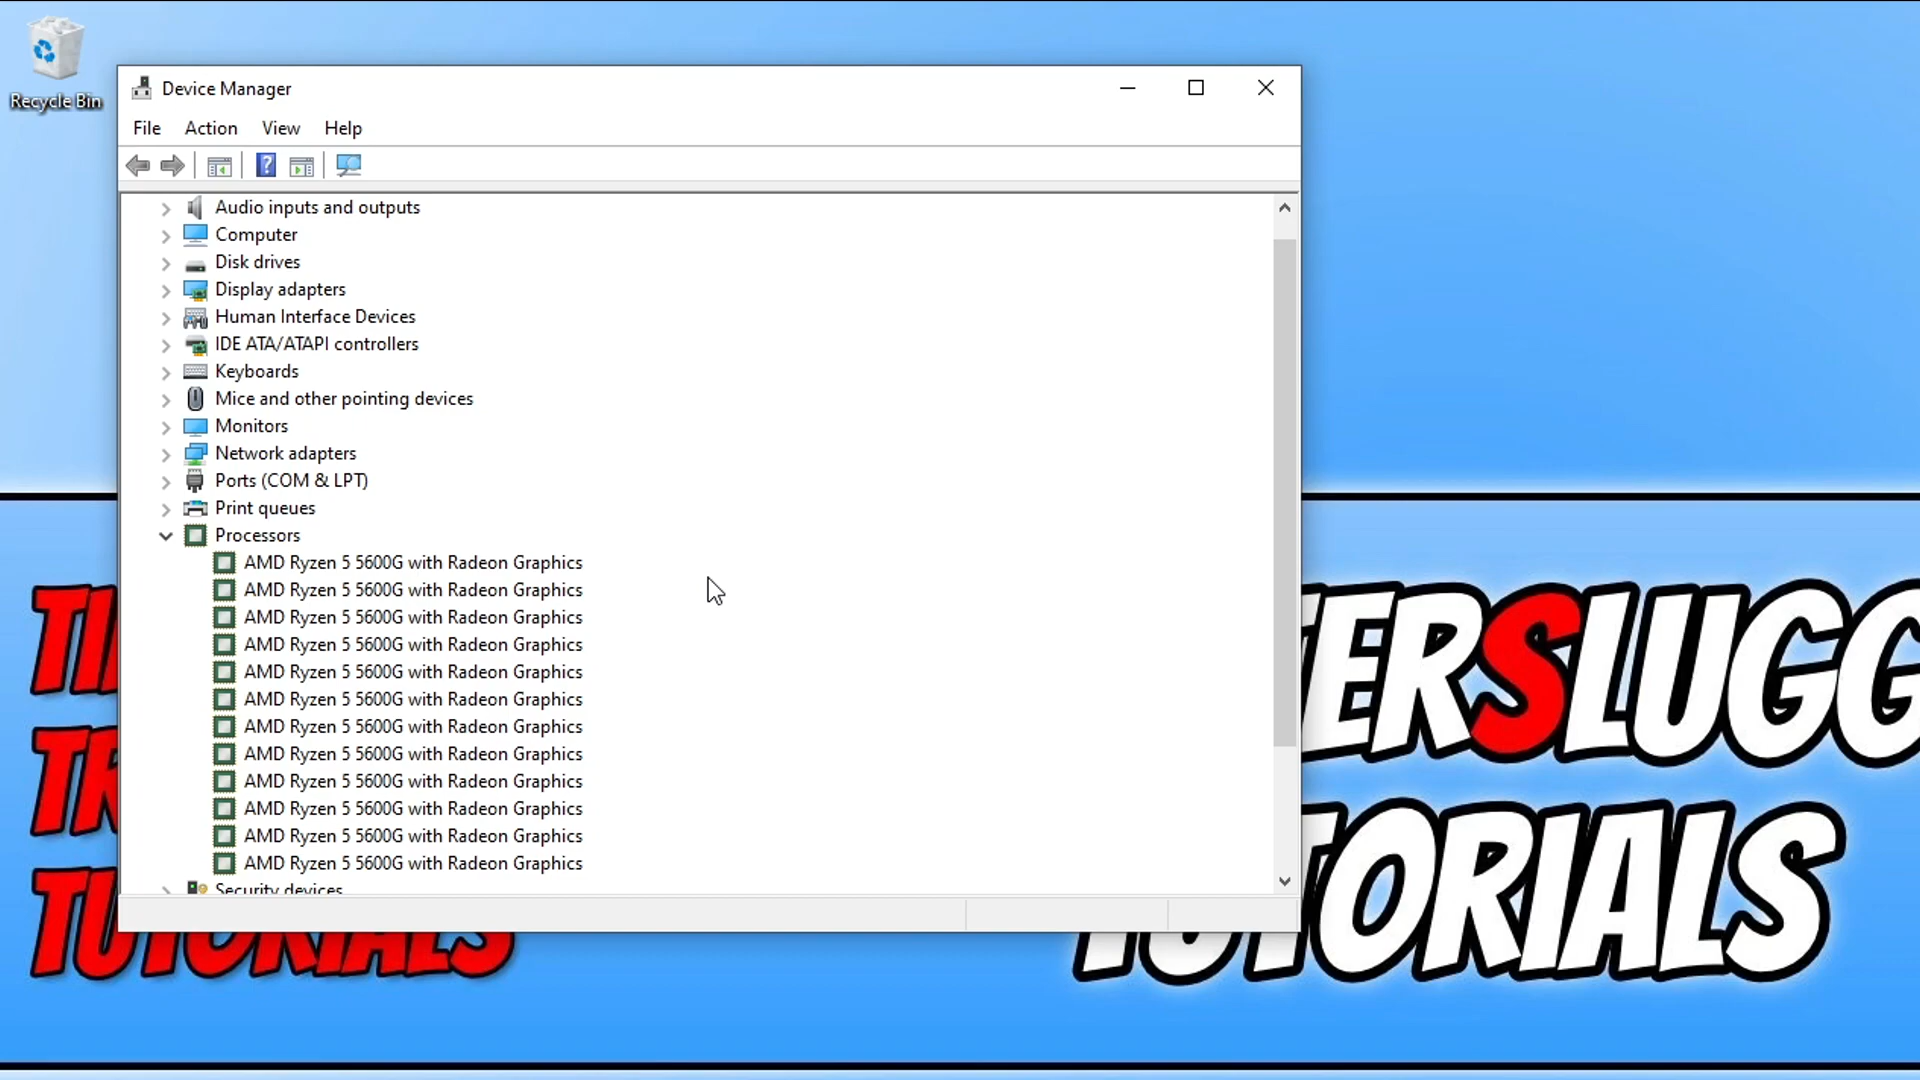 Recycle Bin
Device Manager
File Action View Help
Audio inputs and outputs
Computer
Disk drives
Display adapters
Human Interface Devices
IDE ATA/ATAPI controllers
Keyboards
Mice and other pointing devices
Monitors
Network adapters
Ports (COM & LPT)
Print queues
Processors
AMD Ryzen 5 5600G with Radeon Graphics
AMD Ryzen 5 5600G with Radeon Graphics
AMD Ryzen 5 5600G with Radeon Graphics
AMD Ryzen 5 5600G with Radeon Graphics
AMD Ryzen 5 5600G with Radeon Graphics
AMD Ryzen 5 5600G with Radeon Graphics
AMD Ryzen 5 5600G with Radeon Graphics
AMD Ryzen 5 5600G with Radeon Graphics
AMD Ryzen 5 5600G with Radeon Graphics
AMD Ryzen 5 5600G with Radeon Graphics
AMD Ryzen 5 5600G with Radeon Graphics
AMD Ryzen 5 5600G with Radeon Graphics
Security devices
TUTORIALS
TERSLUGG
TUTORIALS